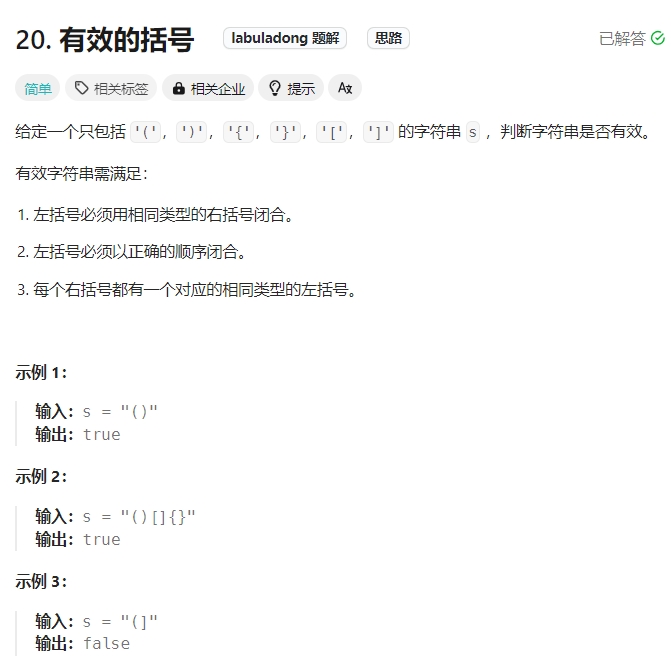 20. 有效的括号 labuladong 题解 思路 已解答
简单 相关标签 相关企业 提示 Ax
给定一个只包括 '(', ')', '{', '}', '[', ']' 的字符串 s ，判断字符串是否有效。
有效字符串需满足：
1. 左括号必须用相同类型的右括号闭合。
2. 左括号必须以正确的顺序闭合。
3. 每个右括号都有一个对应的相同类型的左括号。
示例 1：
输入：s = "()"
输出：true
示例 2：
输入：s = "()[]{}"
输出：true
示例 3：
输入：s = "(]"
输出：false